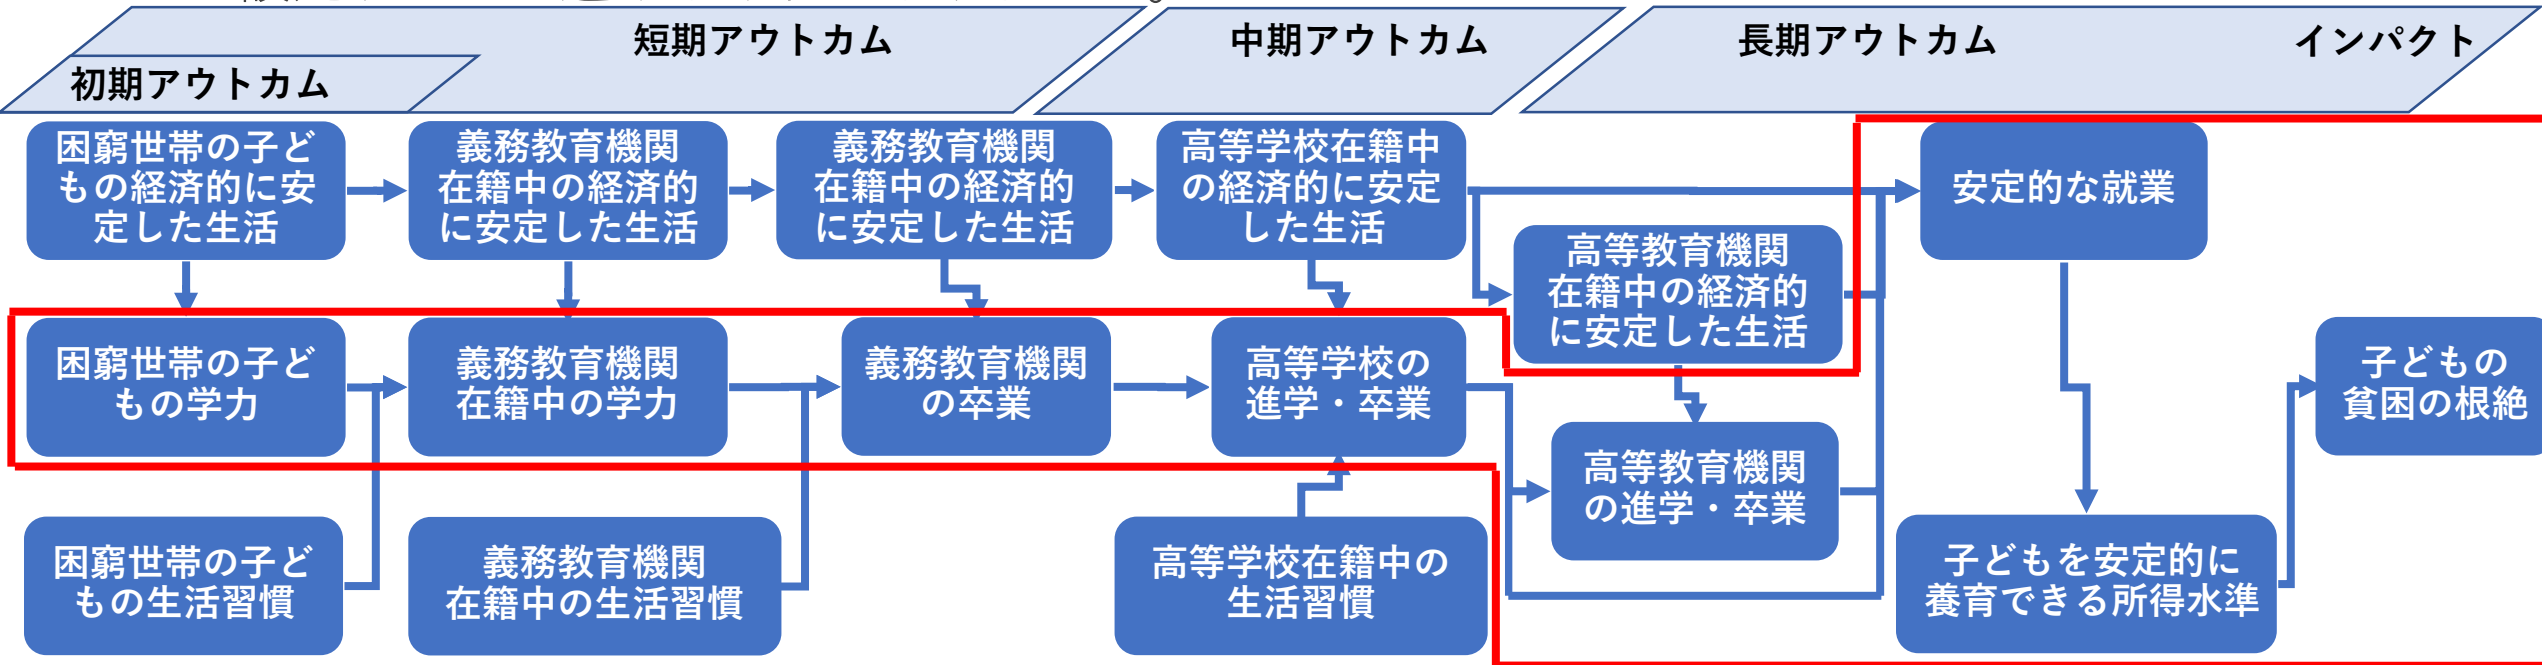 短期アウトカム
中期アウトカム
長期アウトカム
インパクト
初期アウトカム
困窮世帯の子ど
もの経済的に安
定した生活
義務教育機関
在籍中の経済的
に安定した生活
義務教育機関
在籍中の経済的
に安定した生活
高等学校在籍中
の経済的に安定
した生活
安定的な就業
高等教育機関
在籍中の経済的
に安定した生活
困窮世帯の子ど
もの学力
義務教育機関
在籍中の学力
義務教育機関
の卒業
高等学校の
進学・卒業
子どもの
貧困の根絶
高等教育機関
の進学・卒業
困窮世帯の子ど
もの生活習慣
義務教育機関
在籍中の生活習慣
高等学校在籍中の
生活習慣
子どもを安定的に
養育できる所得水準